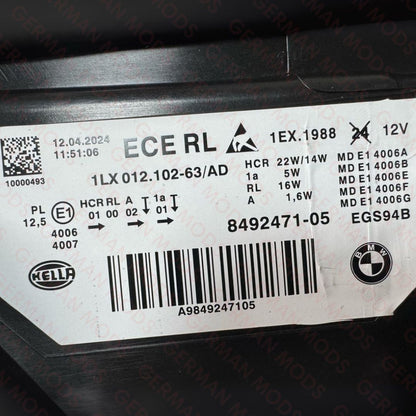 12.04.2024
11:51:06
10000493
ECE RL
1EX.1988 24 12V
1LX 012.102-63/AD
HCR 22W/14W
1a 5W
RL 16W
A 1,6W
MD E1 4006A
MD E1 4006B
MD E1 4006E
MD E1 4006F
MD E1 4006G
PL
12,5
E1
4006
4007
HCR RL A 1a
01 00 02 01
8492471-05 EGS94B
HELLA
BMW
A9849247105
GERMAN MODS